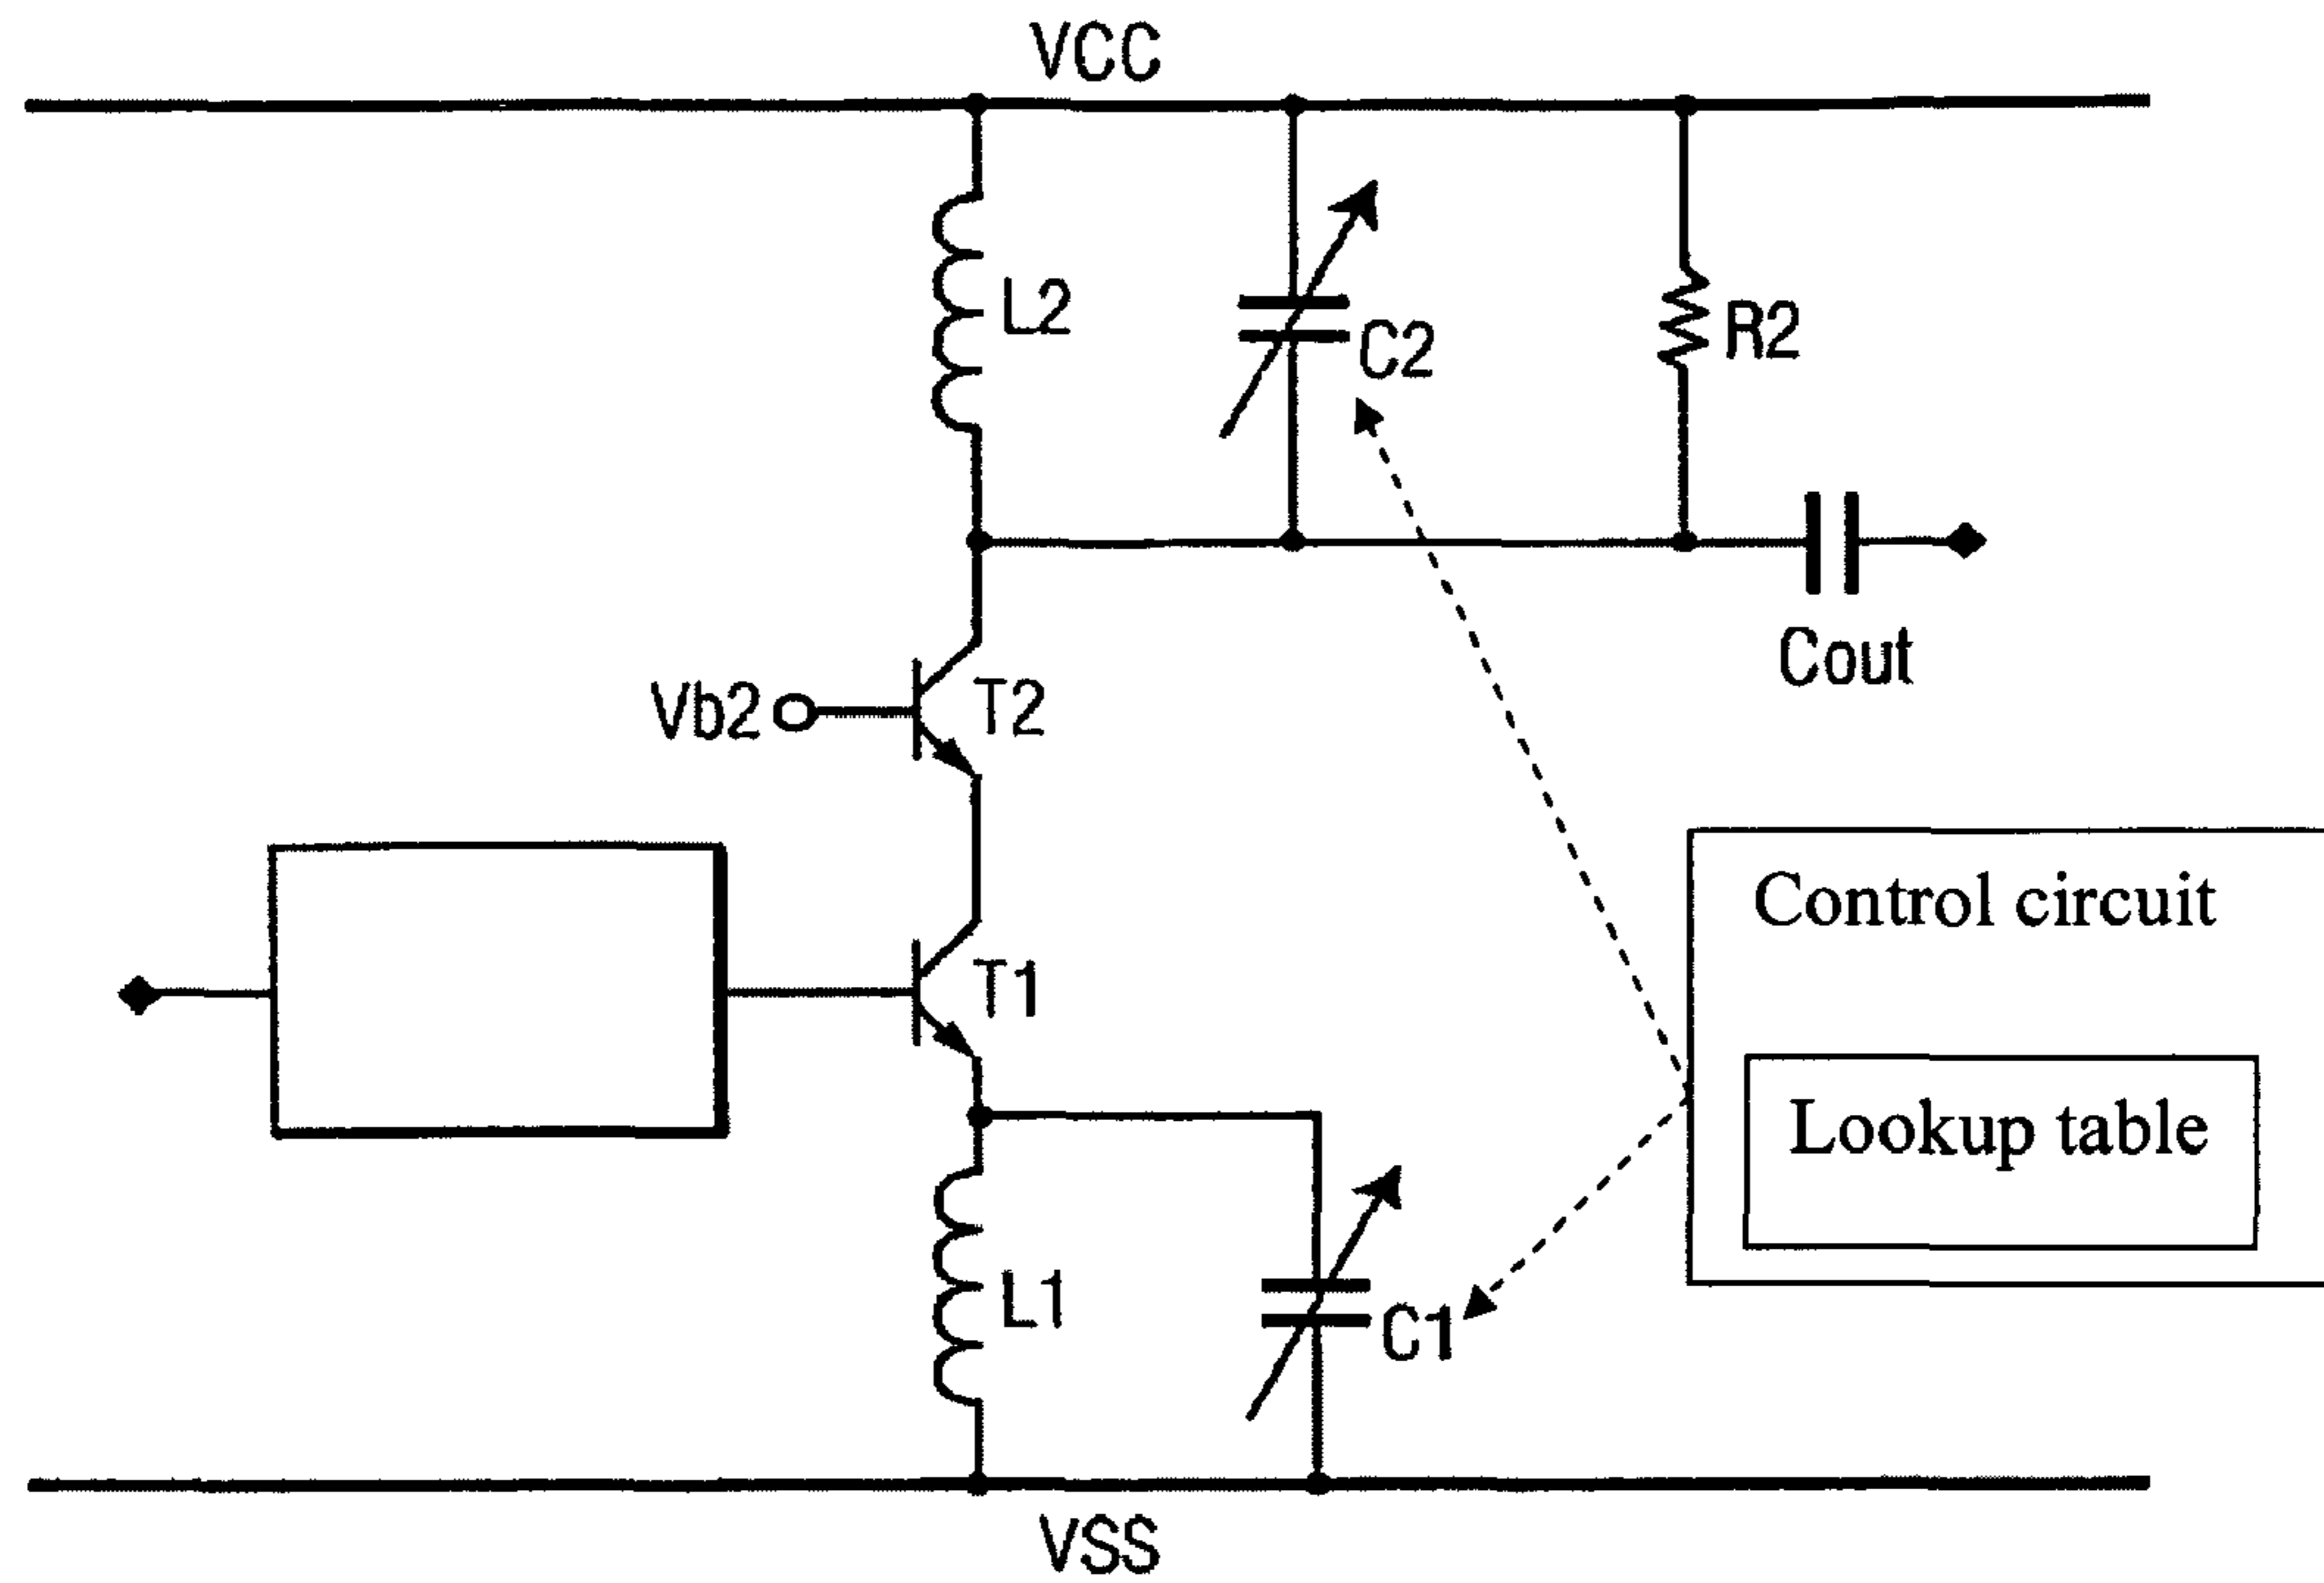 VCC
L2
C2
R2
Cout
Vb2
T2
Control circuit
T1
Lookup table
L1
C1
VSS